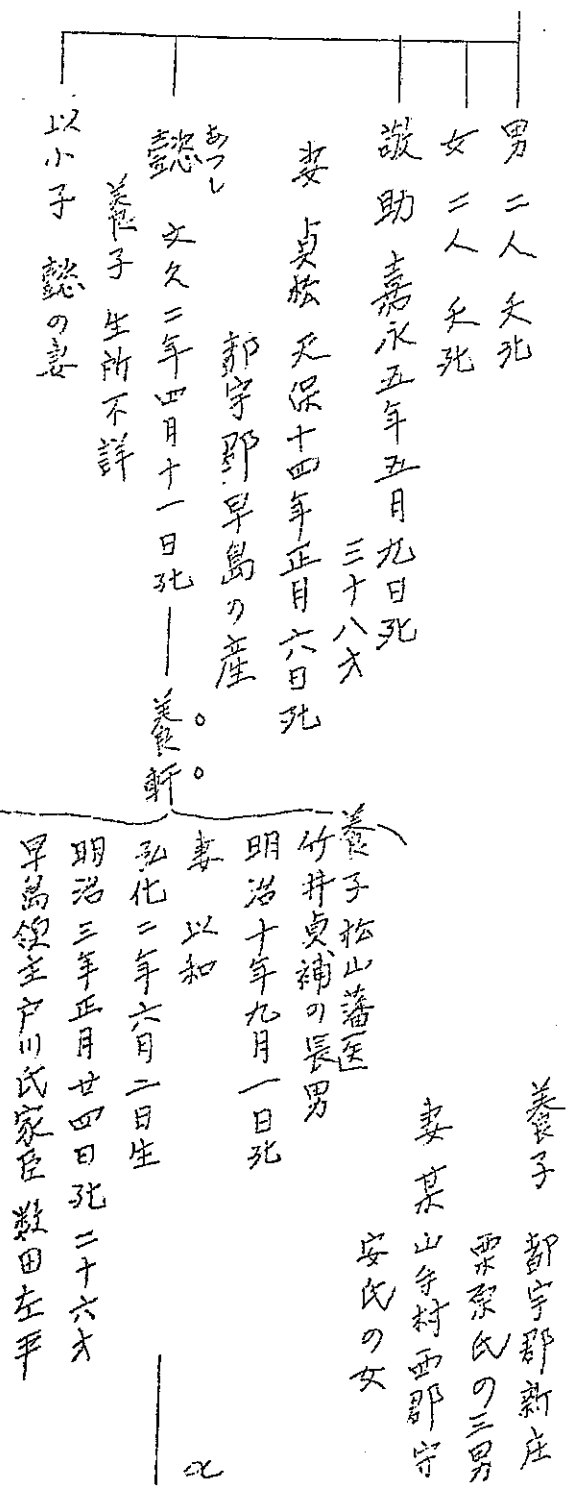 養子 都宇郡新庄
栗梨氏の三男
妻 某 山寺村西郡守
安氏の女
男 二人 夭死
女 二人 夭死
敬助 嘉永五年五月九日死
三十八才
妻 貞松 天保十四年正月六日死
都宇郡早島の産
あつし
懿 文久二年四月十一日死
養子 生所不詳
以小子 懿の妻
養軒
養子松山藩医
竹井貞補の長男
明治十年九月一日死
妻 以和
弘化二年六月二日生
明治三年正月廿四日死 二十六才
早島領主戸川氏家臣 数田左平